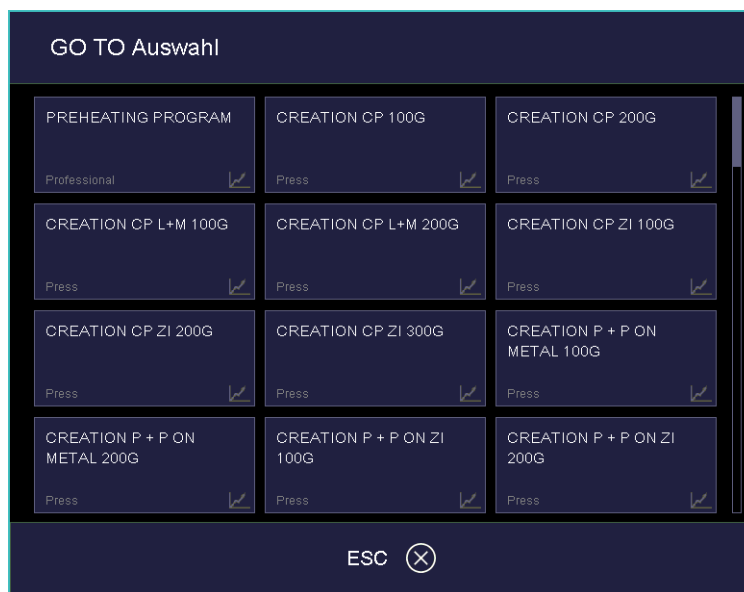 GO TO Auswahl
PREHEATING PROGRAM
Professional
CREATION CP 100G
Press
CREATION CP 200G
Press
CREATION CP L+M 100G
Press
CREATION CP L+M 200G
Press
CREATION CP ZI 100G
Press
CREATION CP ZI 200G
Press
CREATION CP ZI 300G
Press
CREATION P + P ON
METAL 100G
Press
CREATION P + P ON
METAL 200G
Press
CREATION P + P ON ZI
100G
Press
CREATION P + P ON ZI
200G
Press
ESC